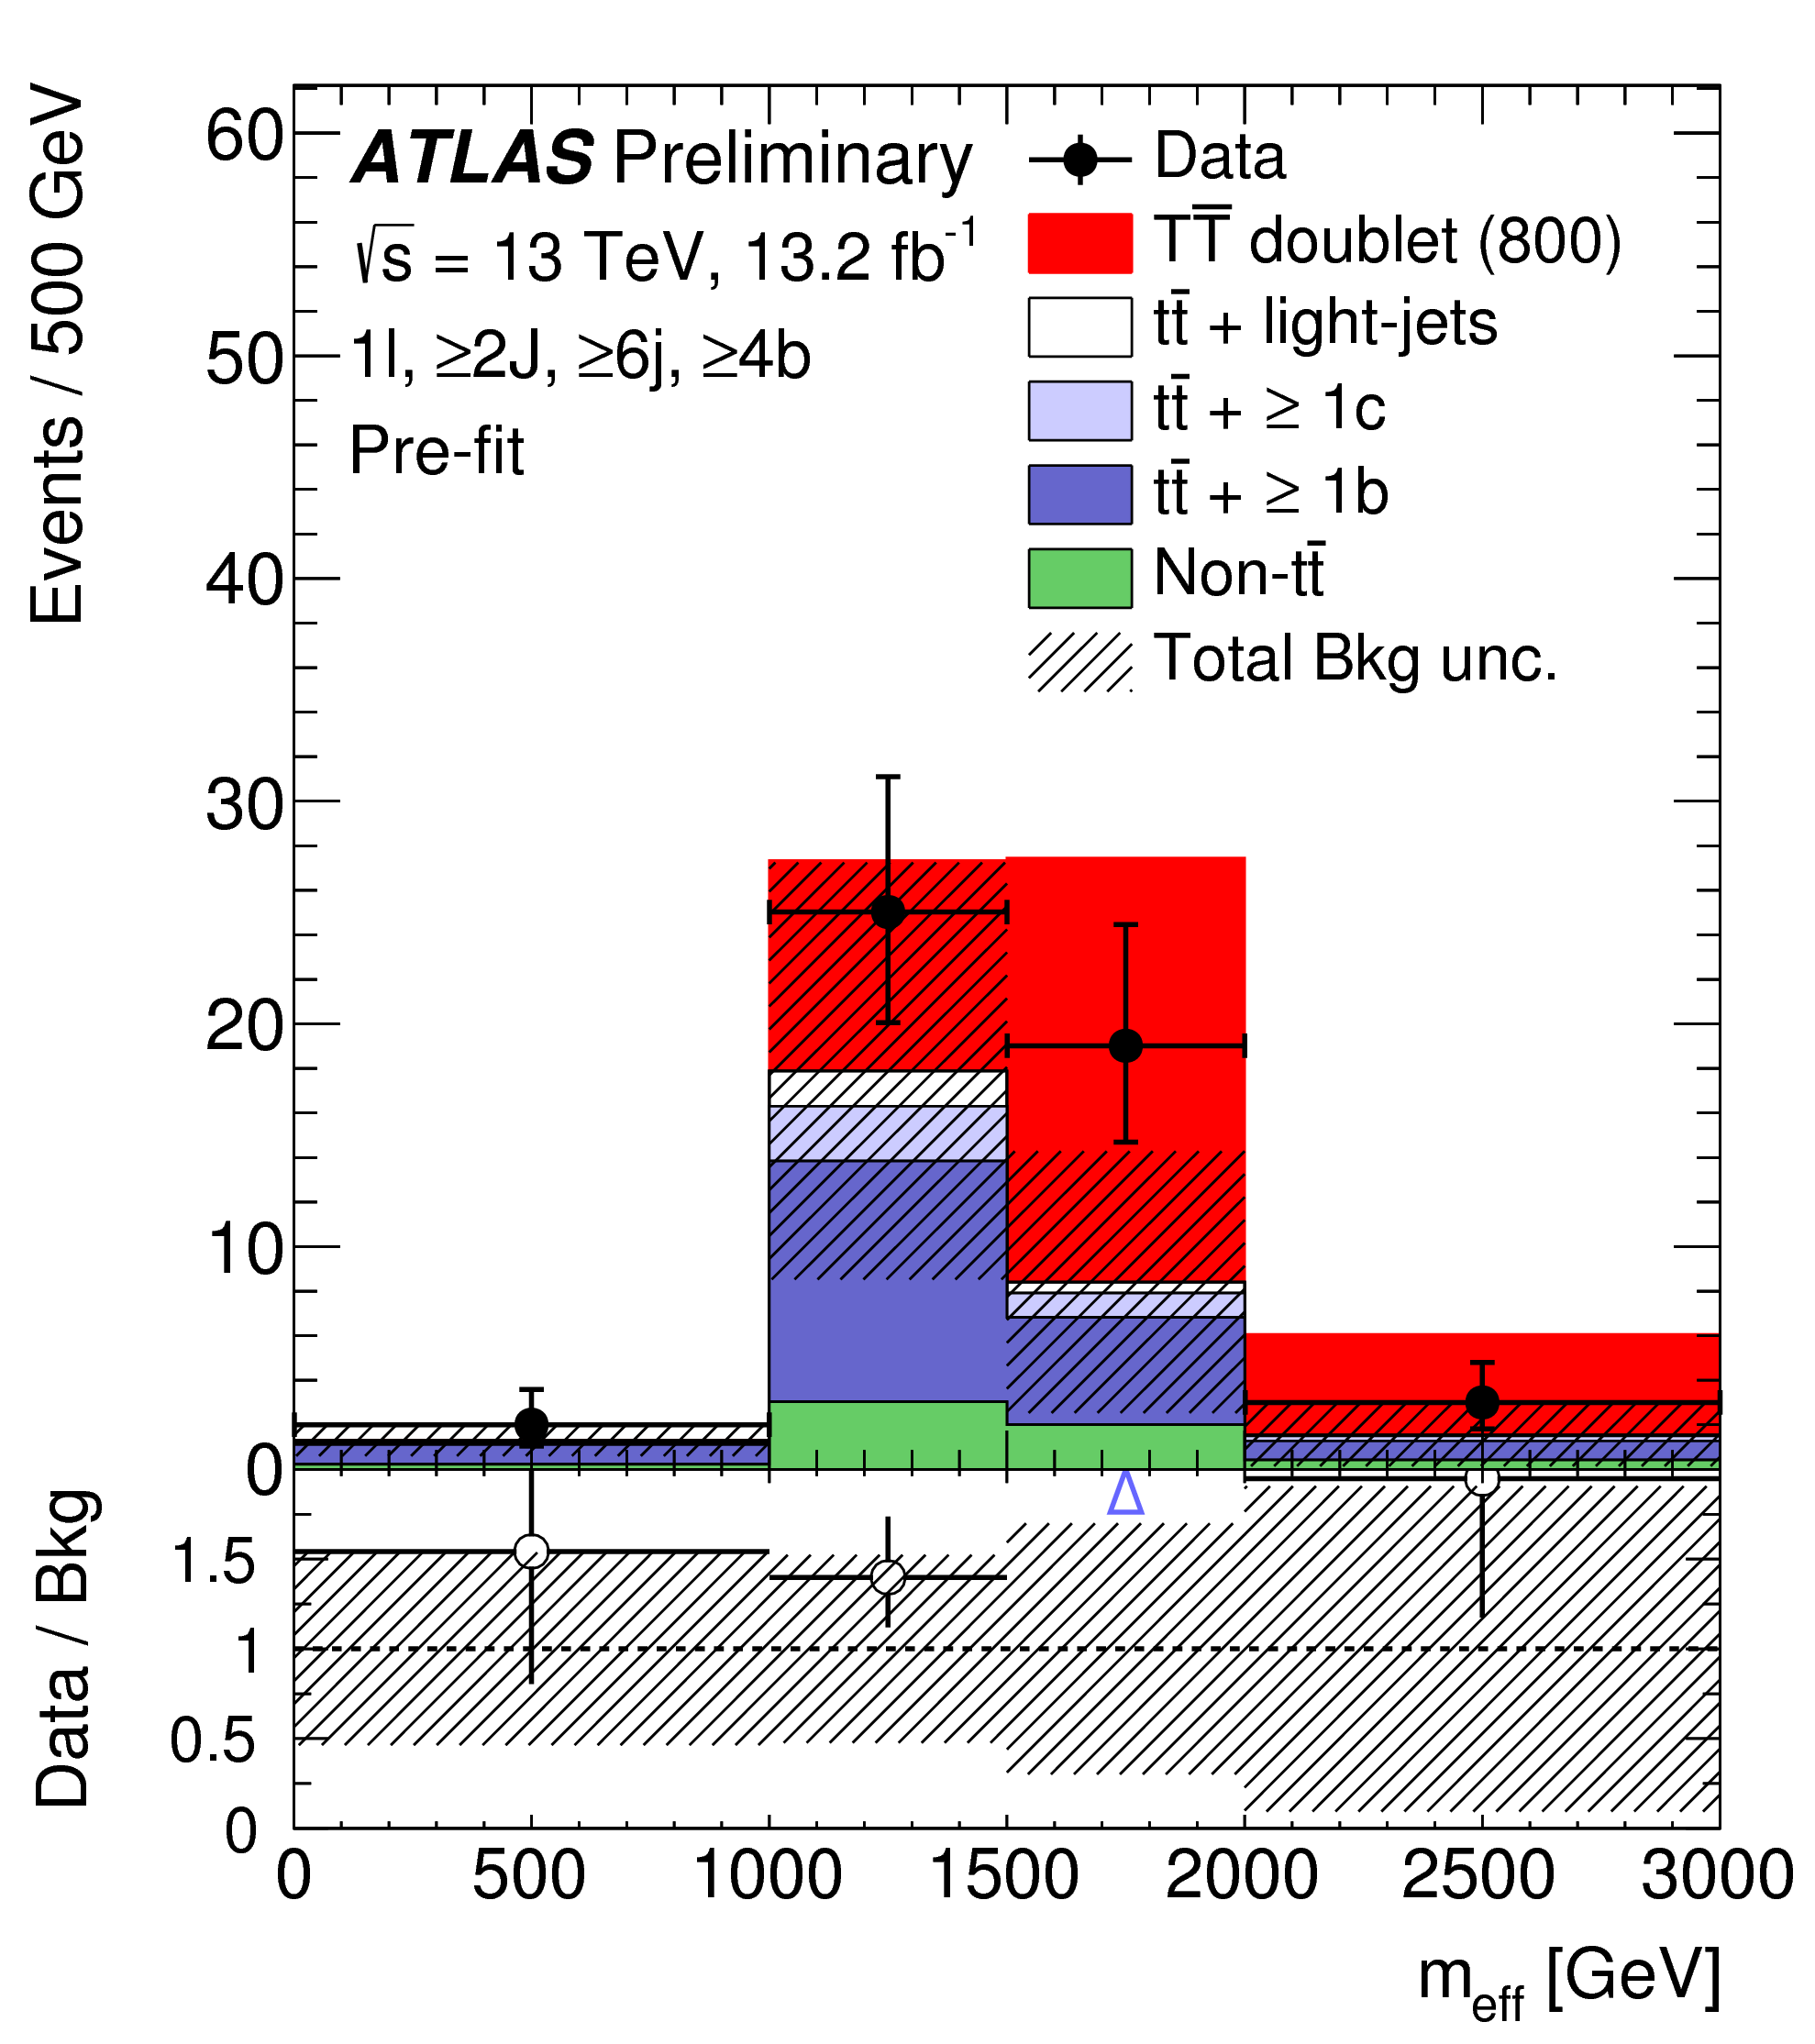 Events / 500 GeV
60
50
40
30
20
10
0
ATLAS Preliminary
√s = 13 TeV, 13.2 fb⁻¹
1l, ≥2J, ≥6j, ≥4b
Pre-fit
Data
TT̅ doublet (800)
tt̅ + light-jets
tt̅ + ≥ 1c
tt̅ + ≥ 1b
Non-tt̅
Total Bkg unc.
Data / Bkg
1.5
1
0.5
0
0 500 1000 1500 2000 2500 3000
m_eff [GeV]